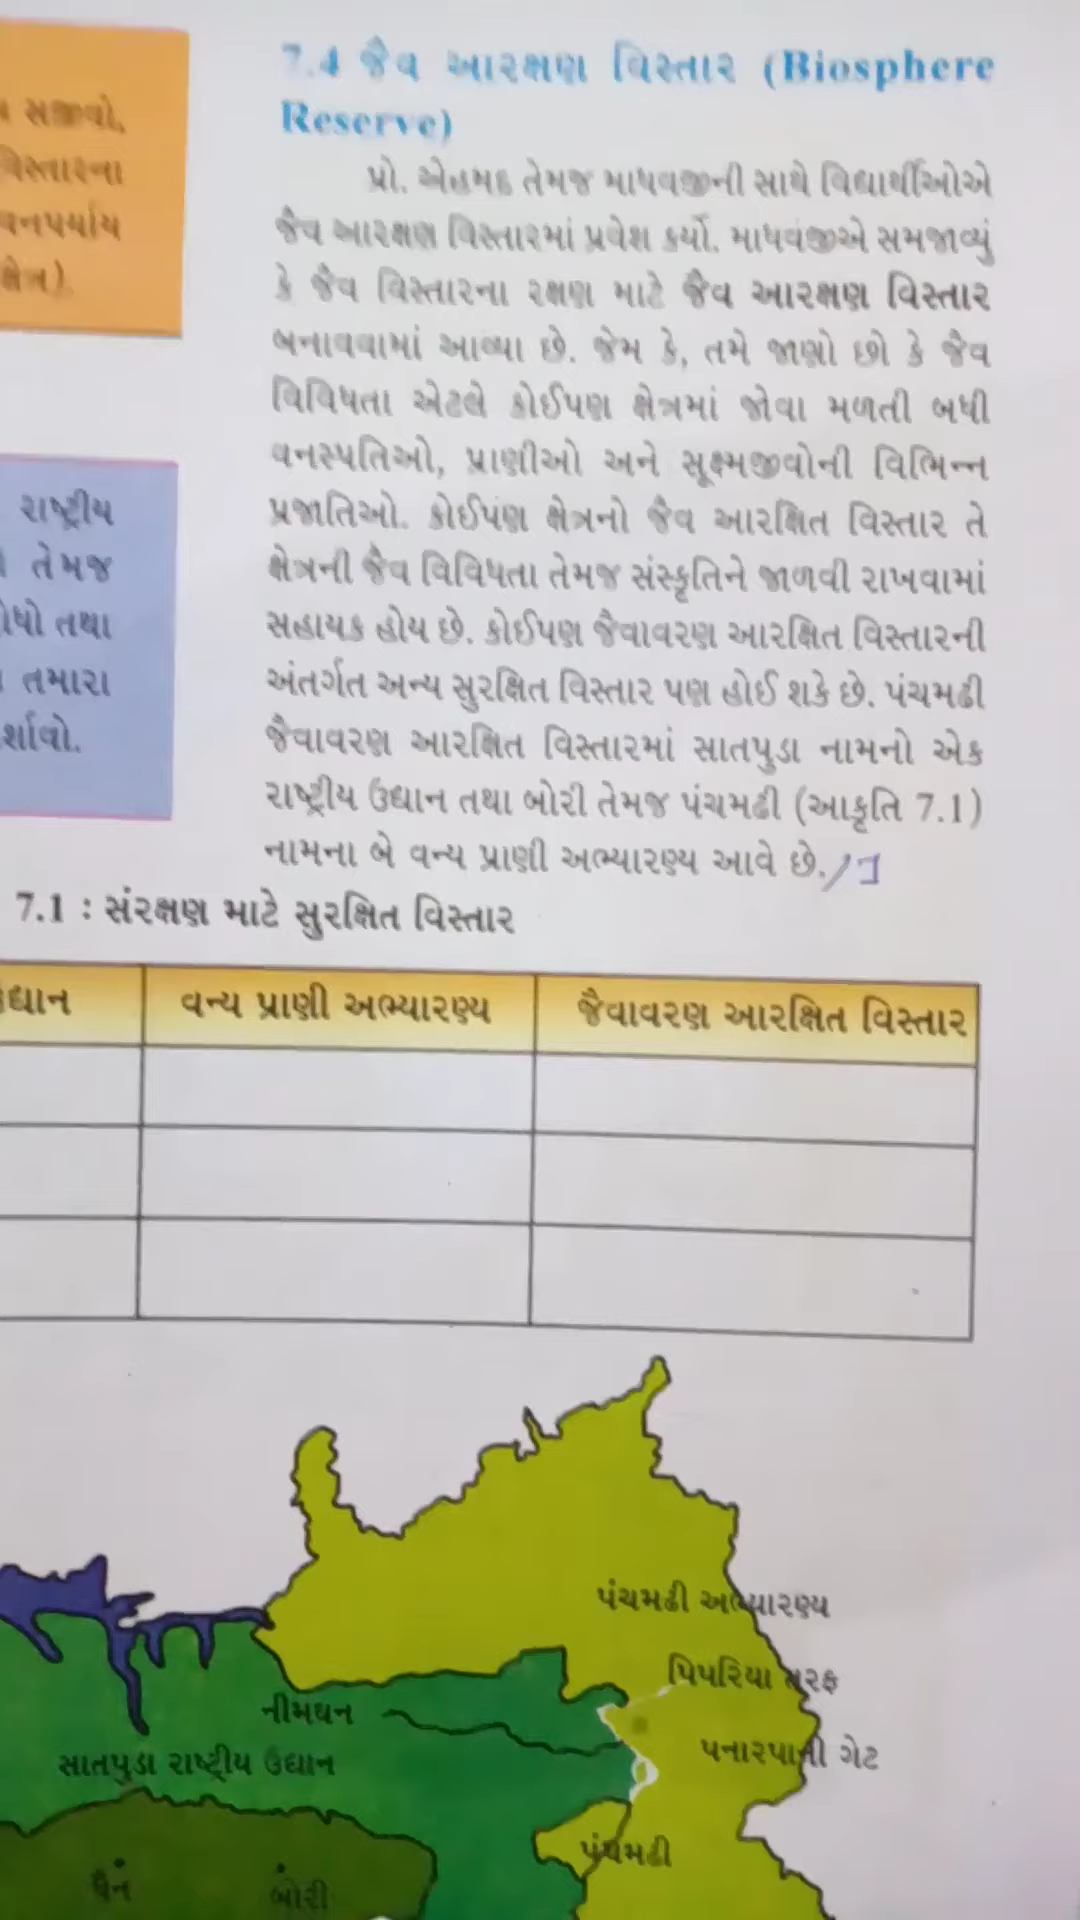 સજીવો,
વિસ્તારના
વનપર્યાય
ક્ષેત્ર).
રાષ્ટ્રીય
તેમજ
તથા
તમારા
7.4 જૈવ આરક્ષણ વિસ્તાર (Biosphere
Reserve)
પ્રો. એહમદ તેમજ માધવજીની સાથે વિદ્યાર્થીઓએ
જૈવ આરક્ષણ વિસ્તારમાં પ્રવેશ કર્યો. માધવજીએ સમજાવ્યું
કે જૈવ વિસ્તારના રક્ષણ માટે જૈવ આરક્ષણ વિસ્તાર
બનાવવામાં આવ્યા છે. જેમ કે, તમે જાણો છો કે જૈવ
વિવિધતા એટલે કોઈપણ ક્ષેત્રમાં જોવા મળતી બધી
વનસ્પતિઓ, પ્રાણીઓ અને સૂક્ષ્મજીવોની વિભિન્ન
પ્રજાતિઓ. કોઈપણ ક્ષેત્રનો જૈવ આરક્ષિત વિસ્તાર તે
ક્ષેત્રની જૈવ વિવિધતા તેમજ સંસ્કૃતિને જાળવી રાખવામાં
સહાયક હોય છે. કોઈપણ જૈવાવરણ આરક્ષિત વિસ્તારની
અંતર્ગત અન્ય સુરક્ષિત વિસ્તાર પણ હોઈ શકે છે. પંચમઢી
જૈવાવરણ આરક્ષિત વિસ્તારમાં સાતપુડા નામનો એક
રાષ્ટ્રીય ઉદ્યાન તથા બોરી તેમજ પંચમઢી (આકૃતિ 7.1)
નામના બે વન્ય પ્રાણી અભ્યારણ્ય આવે છે.
7.1 : સંરક્ષણ માટે સુરક્ષિત વિસ્તાર
ઉદ્યાન વન્ય પ્રાણી અભ્યારણ્ય જૈવાવરણ આરક્ષિત વિસ્તાર
પંચમઢી અભ્યારણ્ય
પિપરિયા તરફ
નીમધન
પનારપાની ગેટ
સાતપુડા રાષ્ટ્રીય ઉદ્યાન
પંચમઢી
બોરી